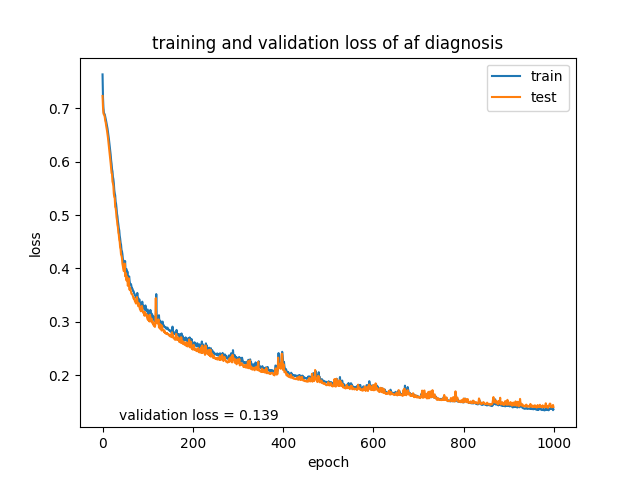 training and validation loss of af diagnosis
train
test
0.7
0.6
0.5
0.4
0.3
0.2
loss
validation loss = 0.139
0
200
400
600
800
1000
epoch